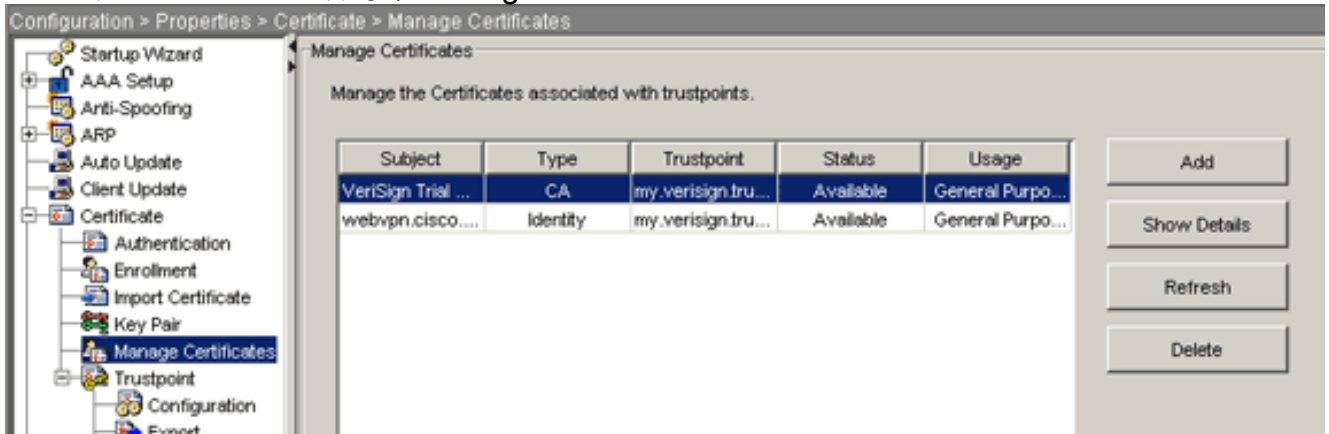 Configuration > Properties > Certificate > Manage Certificates
Startup Wizard
AAA Setup
Anti-Spoofing
ARP
Auto Update
Client Update
Certificate
Authentication
Enrollment
Import Certificate
Key Pair
Manage Certificates
Trustpoint
Configuration
Export
Manage Certificates
Manage the Certificates associated with trustpoints.
Subject Type Trustpoint Status Usage
VeriSign Trial ... CA my.verisign.tru... Available General Purpo...
webvpn.cisco.... Identity my.verisign.tru... Available General Purpo...
Add
Show Details
Refresh
Delete